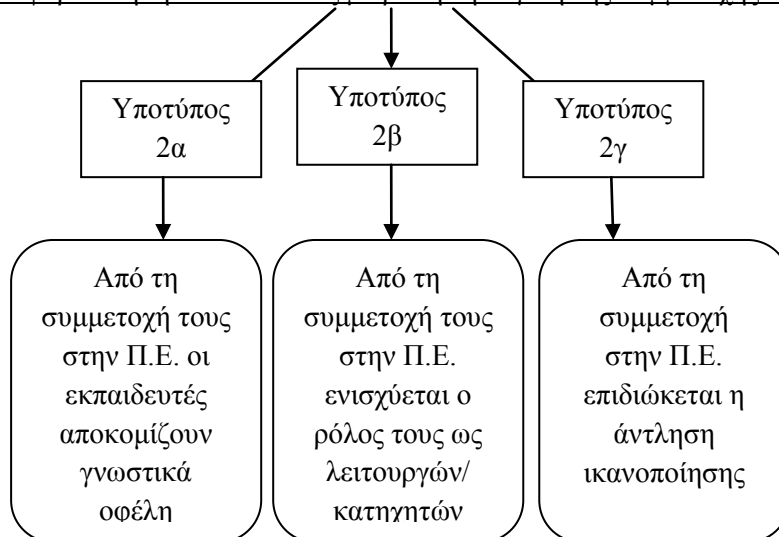 Υποτύπος
2α
Υποτύπος
2β
Υποτύπος
2γ
Από τη
συμμετοχή τους
στην Π.Ε. οι
εκπαιδευτές
αποκομίζουν
γνωστικά
οφέλη
Από τη
συμμετοχή τους
στην Π.Ε.
ενισχύεται ο
ρόλος τους ως
λειτουργών/
κατηχητών
Από τη
συμμετοχή
στην Π.Ε.
επιδιώκεται η
άντληση
ικανοποίησης